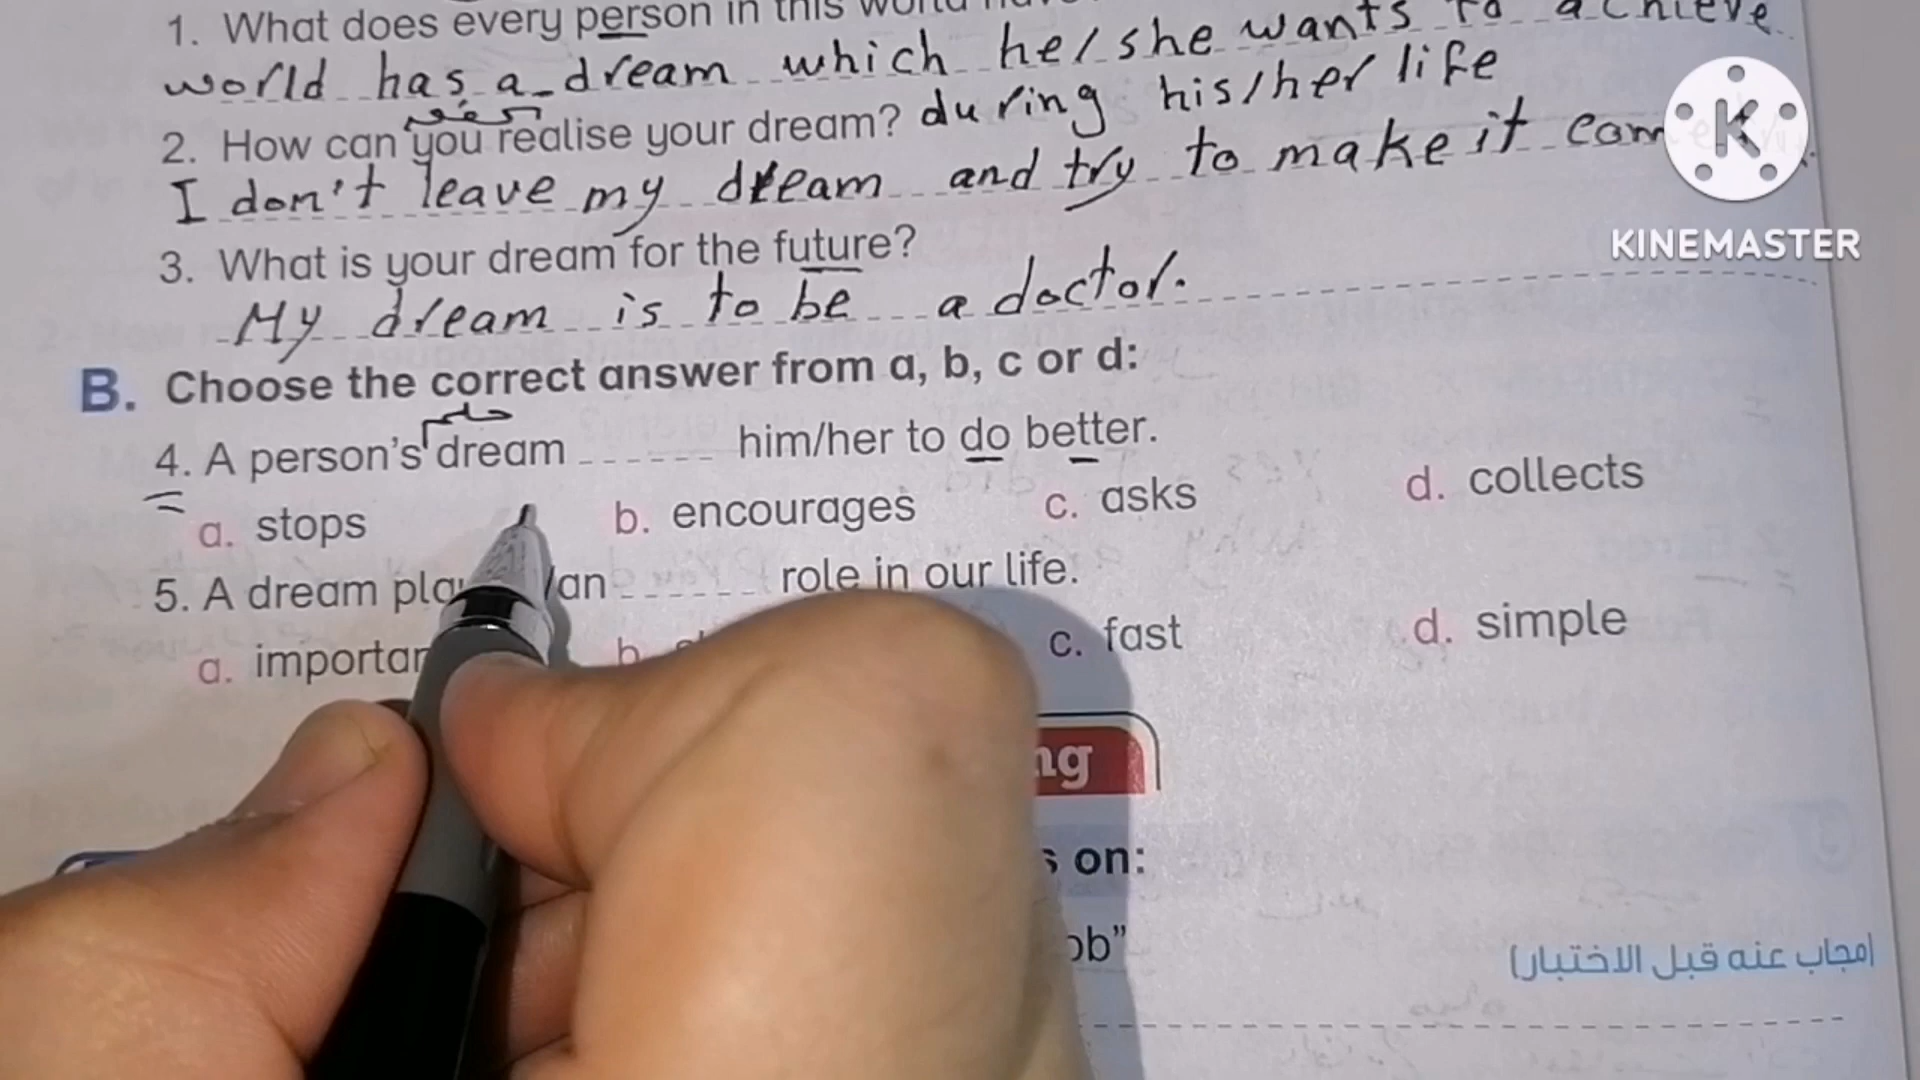 1. What does every person in this world
world has a dream which he/she wants to achieve
2. How can you realise your dream? during his/her life
I don't leave my dream and try to make it com
3. What is your dream for the future?
My dream is to be a doctor.
B. Choose the correct answer from a, b, c or d:
حلم
4. A person's dream ------ him/her to do better.
a. stops b. encourages c. asks d. collects
5. A dream play /an ------ role in our life.
a. importan b. c. fast d. simple
ng
s on:
ob"
(مجاب عنه قبل الاختبار)
KINEMASTER